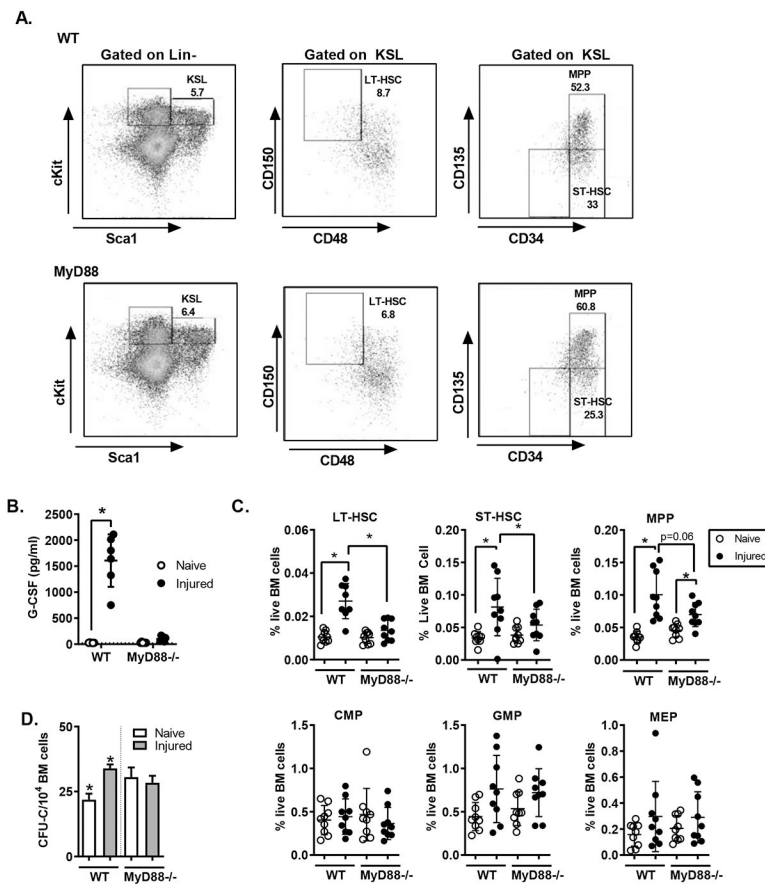 A.
WT
Gated on Lin-
Gated on KSL
Gated on KSL
KSL
5.7
cKit
Sca1
LT-HSC
8.7
CD150
CD48
MPP
52.3
ST-HSC
33
CD135
CD34
MyD88
KSL
6.4
cKit
Sca1
LT-HSC
6.8
CD150
CD48
MPP
60.8
ST-HSC
25.3
CD135
CD34
B.
G-CSF (pg/ml)
2500
2000
1500
1000
500
0
*
Naive
Injured
WT MyD88-/-
C.
LT-HSC
% live BM cells
0.06
0.04
0.02
0.00
* *
WT MyD88-/-
ST-HSC
% Live BM Cell
0.20
0.15
0.10
0.05
0.00
* *
WT MyD88-/-
MPP
% live BM cells
0.20
0.15
0.10
0.05
0.00
* p=0.06 *
WT MyD88-/-
Naive
Injured
D.
CFU-C/10⁴ BM cells
50
25
0
Naive
Injured
* *
WT MyD88-/-
CMP
% live BM cells
1.5
1.0
0.5
0.0
WT MyD88-/-
GMP
% live BM cells
1.5
1.0
0.5
0.0
WT MyD88-/-
MEP
% live BM cells
1.0
0.8
0.6
0.4
0.2
0.0
WT MyD88-/-